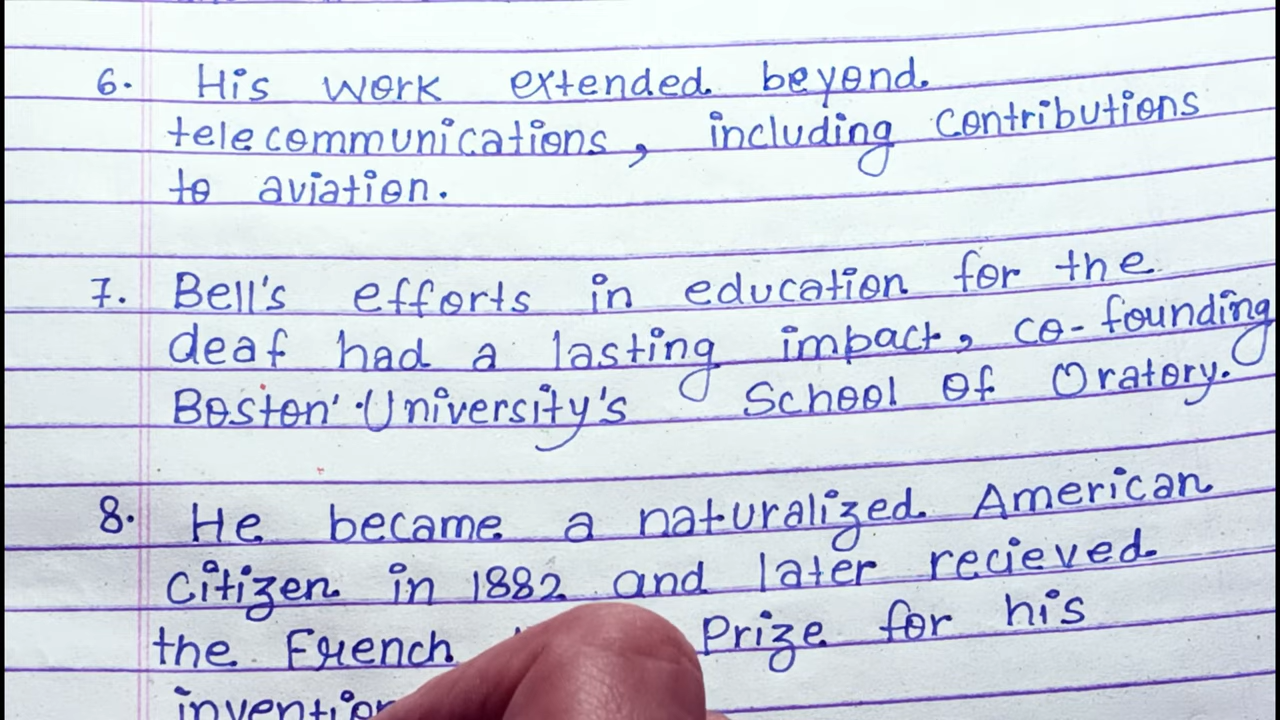 6. His work extended beyond
telecommunications, including contributions
to aviation.
7. Bell's efforts in education for the
deaf had a lasting impact, co-founding
Boston University's School of Oratory.
8. He became a naturalized American
Citizen in 1882 and later recieved
the French Prize for his